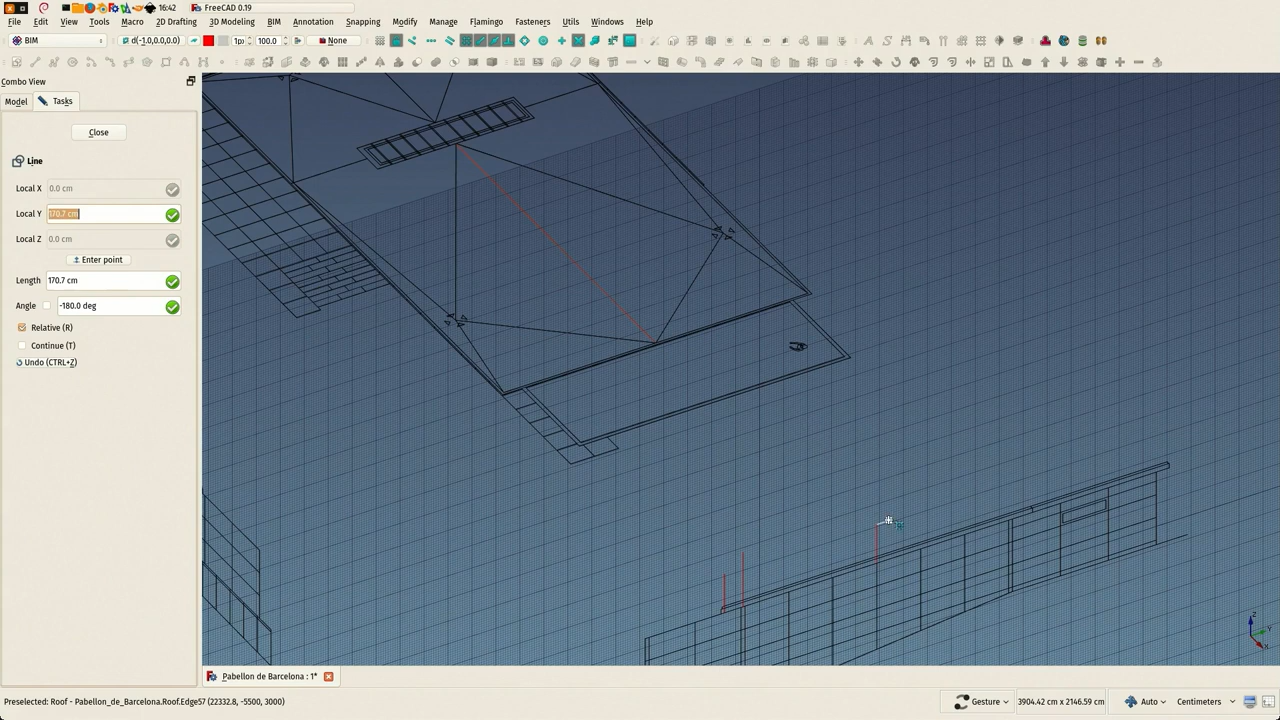 16:42 FreeCAD 0.19
File Edit View Tools Macro 2D Drafting 3D Modeling BIM Annotation Snapping Modify Manage Flamingo Fasteners Utils Windows Help
BIM d(-1.0,0.0,0.0) 1px 100.0 None
Combo View
Model Tasks
Close
Line
Local X 0.0 cm
Local Y 170.7 cm
Local Z 0.0 cm
Enter point
Length 170.7 cm
Angle -180.0 deg
Relative (R)
Continue (T)
Undo (CTRL+Z)
Z
Y
X
Pabellon de Barcelona : 1*
Preselected: Roof - Pabellon_de_Barcelona.Roof.Edge57 (22332.8, -5500, 3000) Gesture 3904.42 cm x 2146.59 cm Auto Centimeters